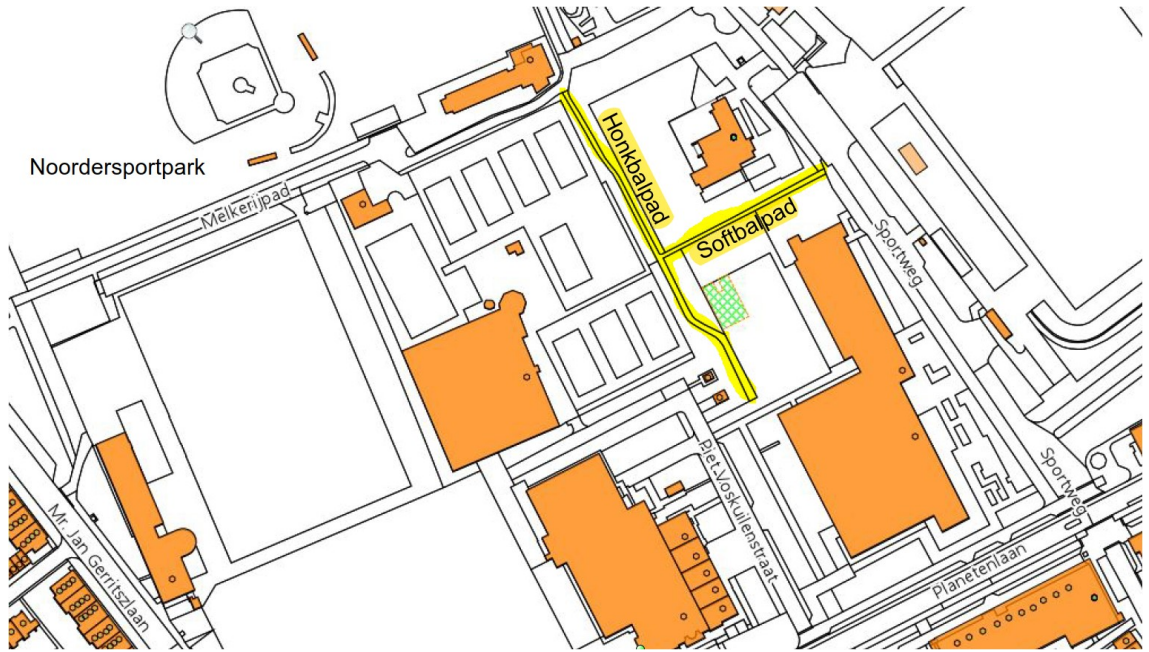 Honkbalpad
Noordersportpark
Melkerijpad
Softbalpad
Sportweg
Piet Voskuilenstraat
Sportweg
Mr. Jan Gerritszlaan
Planetenlaan